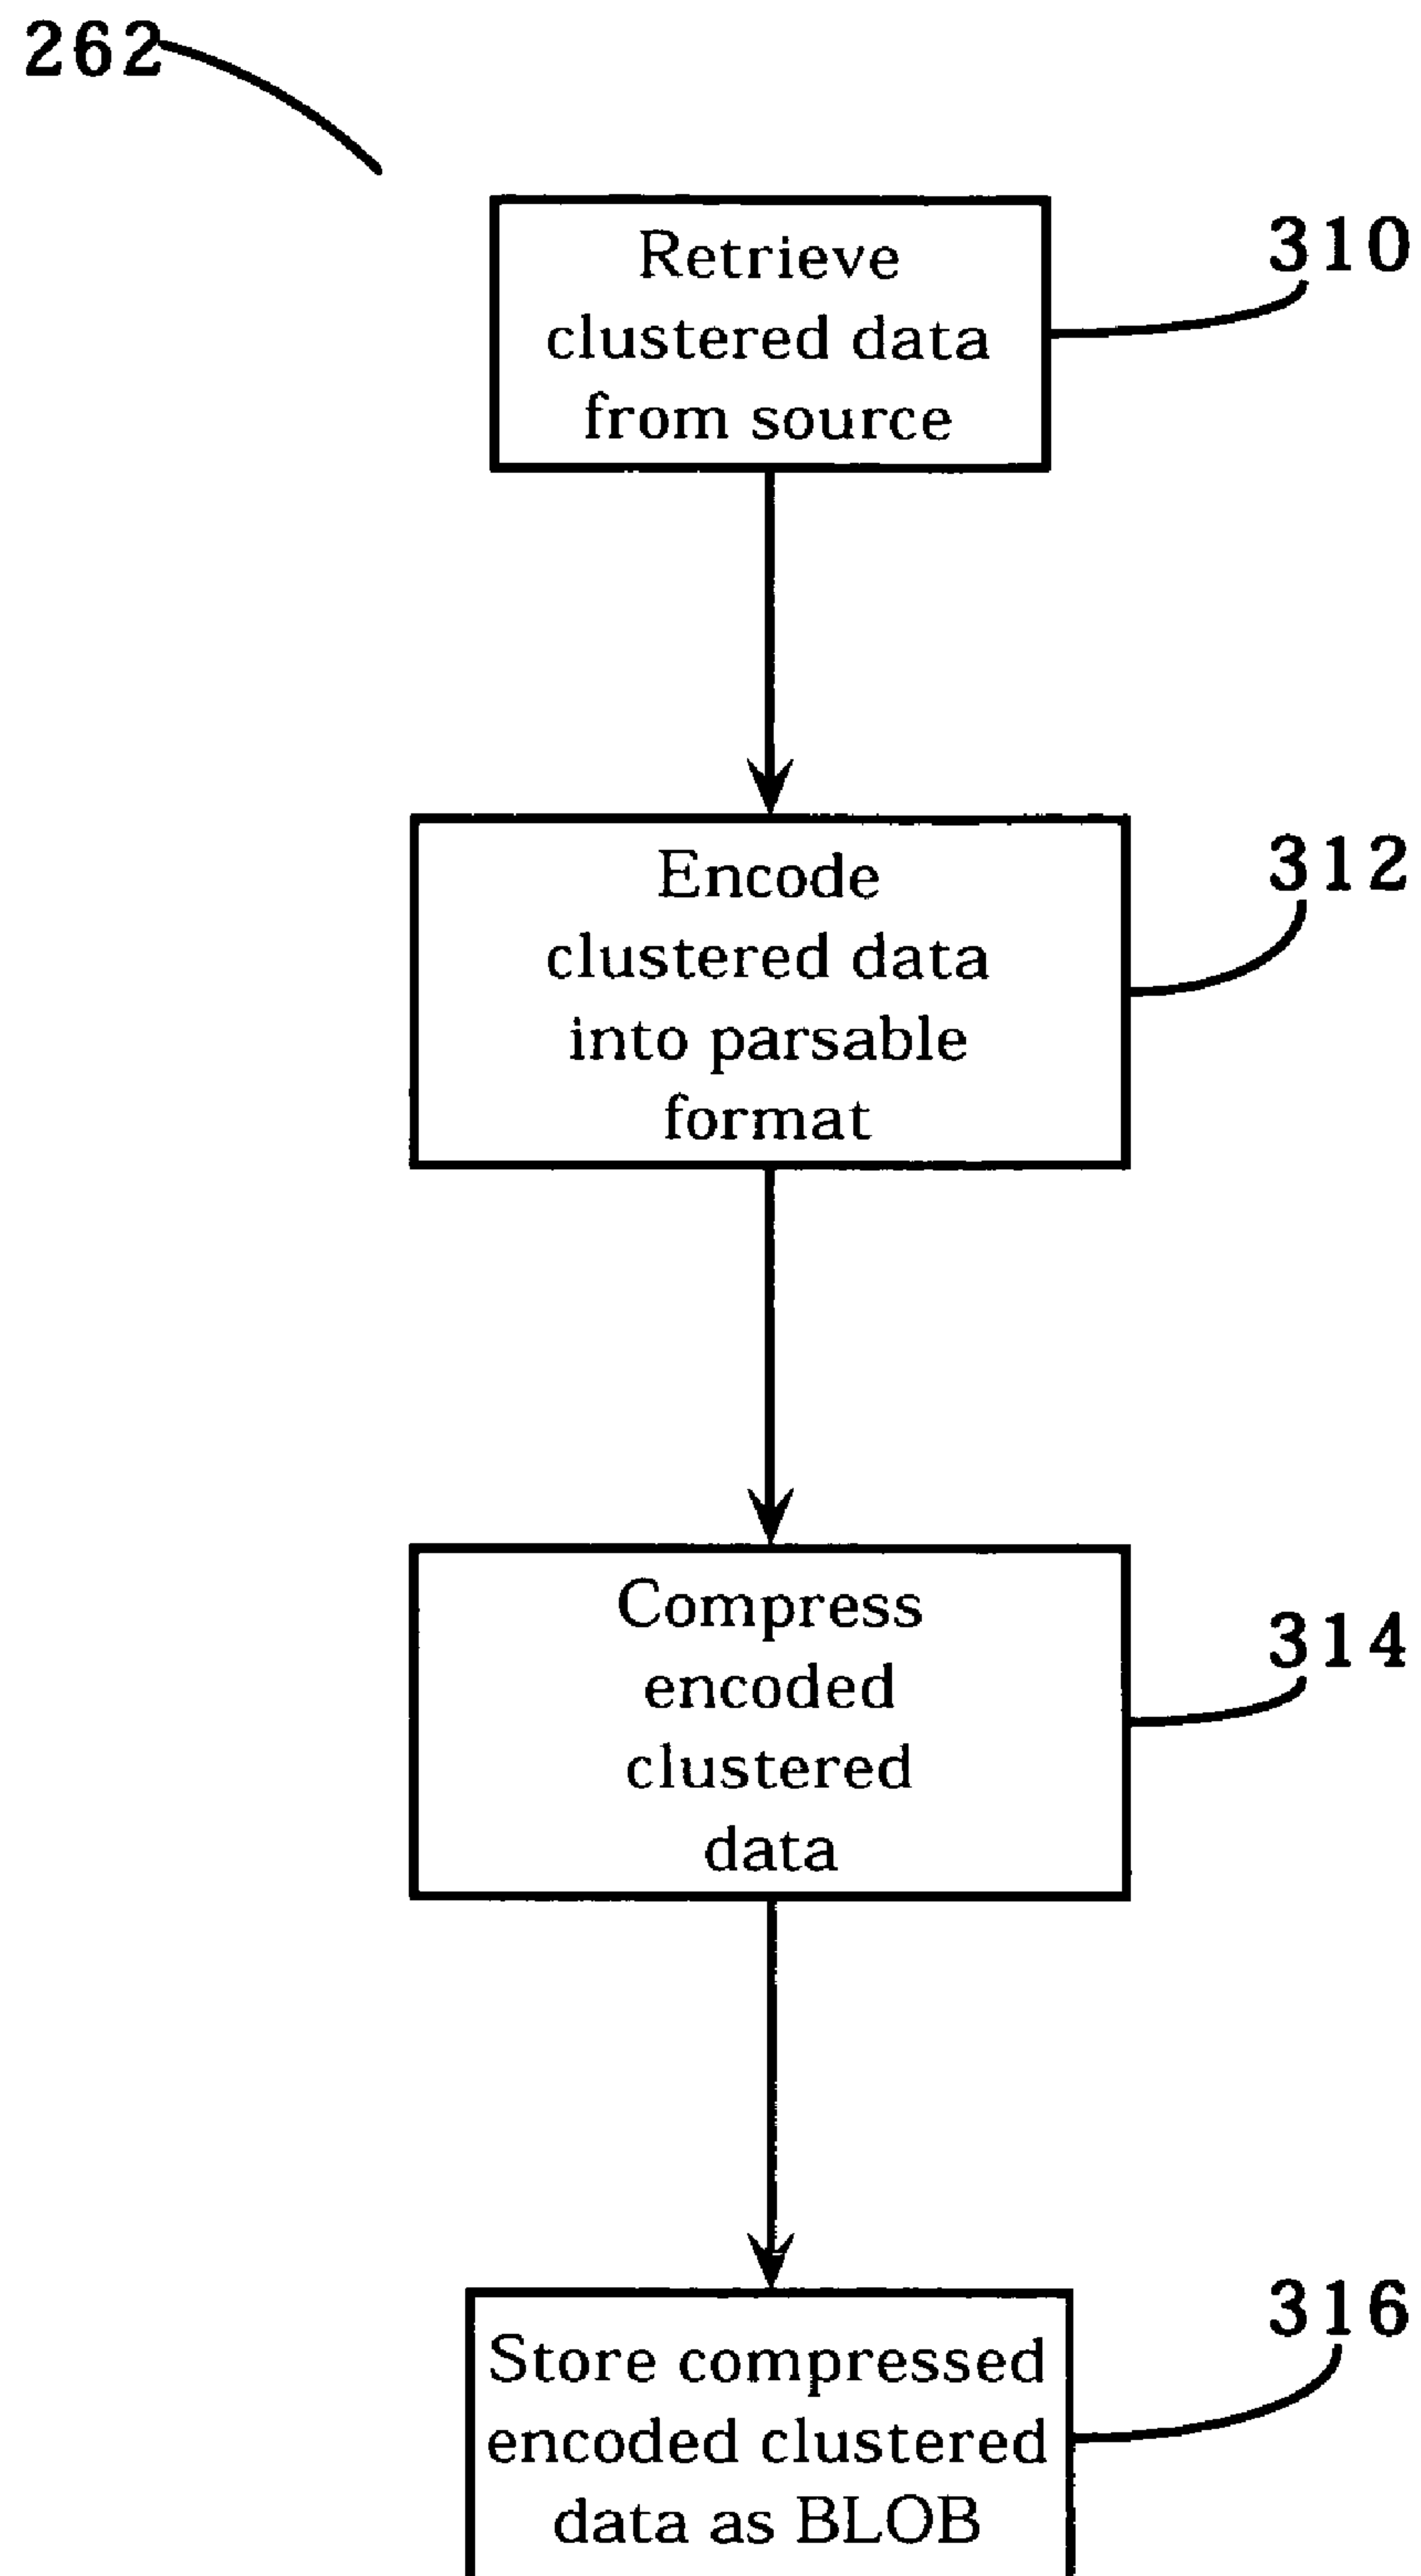 262
Retrieve
clustered data
from source
310
Encode
clustered data
into parsable
format
312
Compress
encoded
clustered
data
314
Store compressed
encoded clustered
data as BLOB
316